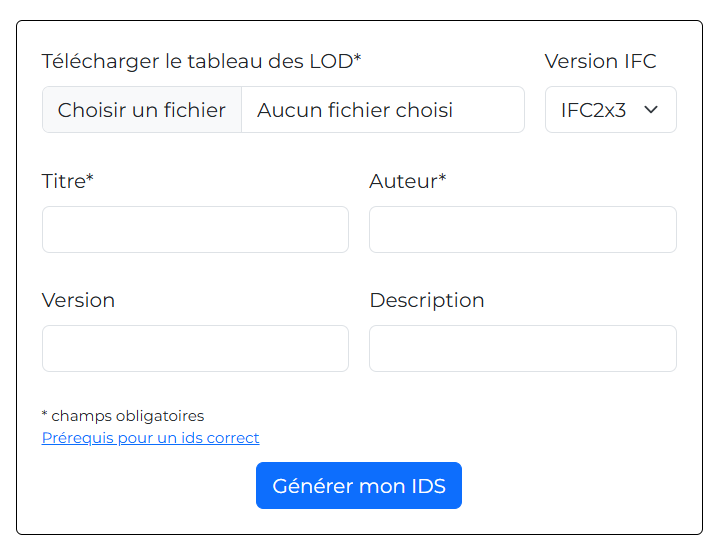 Télécharger le tableau des LOD*
Version IFC
Choisir un fichier
Aucun fichier choisi
IFC2x3
Titre*
Auteur*
Version
Description
* champs obligatoires
Prérequis pour un ids correct
Générer mon IDS